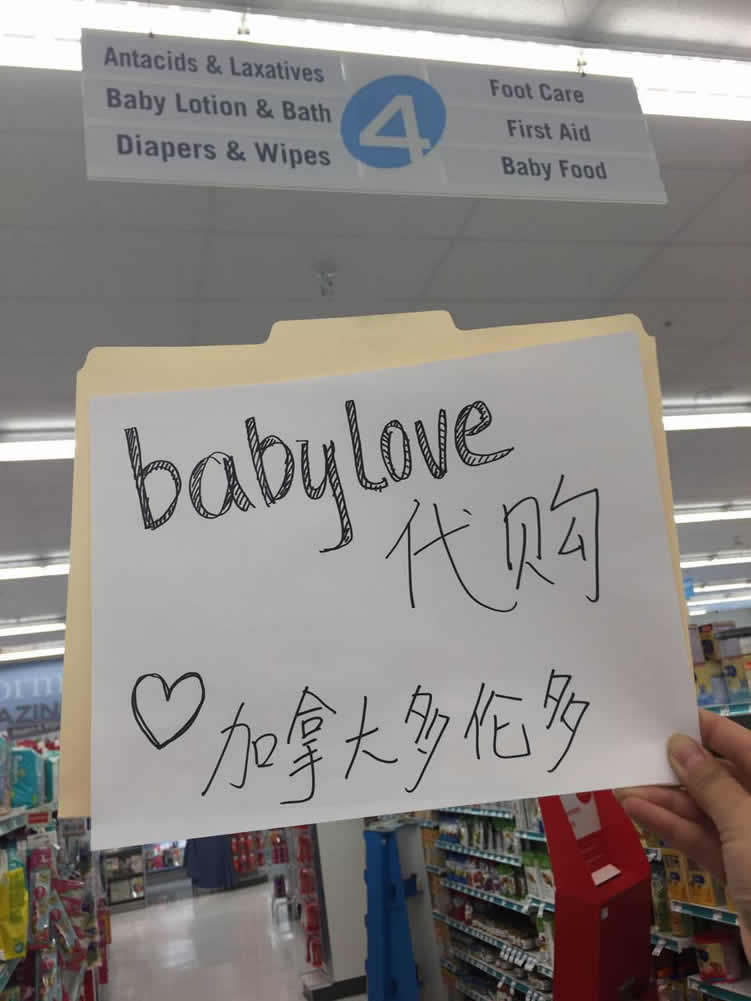 Antacids & Laxatives
Baby Lotion & Bath
Diapers & Wipes
4
Foot Care
First Aid
Baby Food
babylove
代购
♡加拿大多伦多